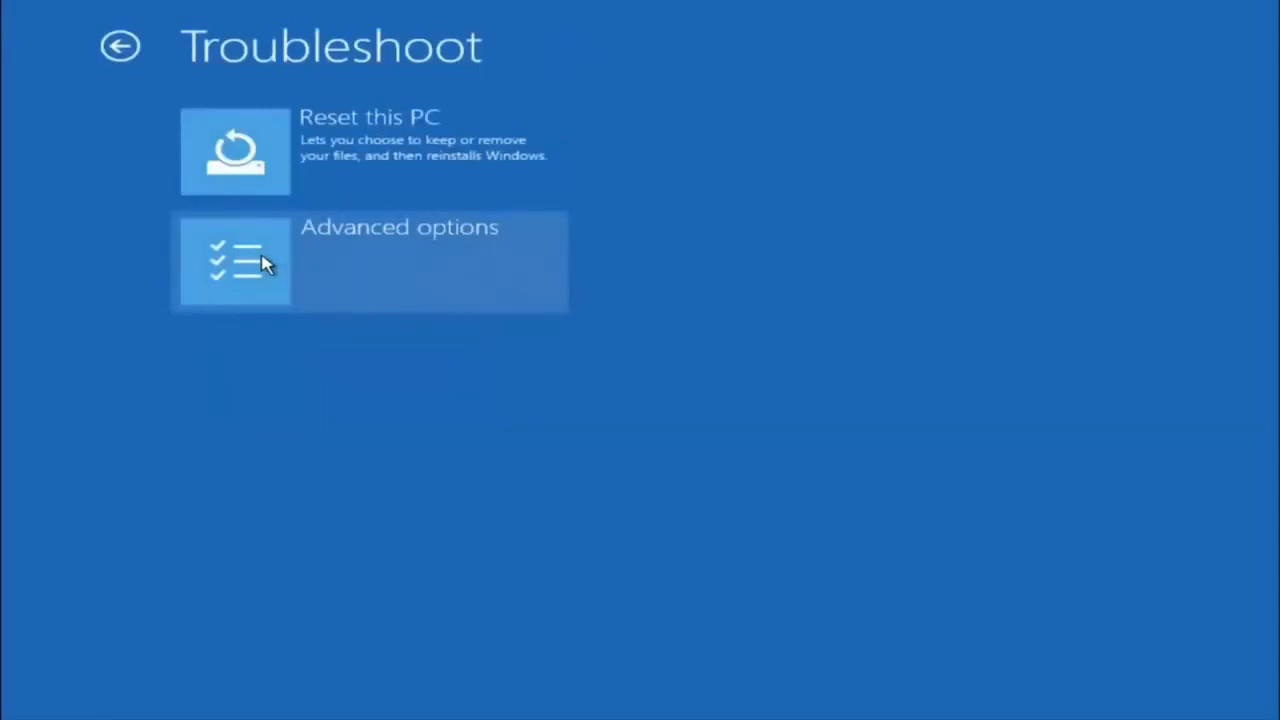 Troubleshoot
Reset this PC
Lets you choose to keep or remove
your files, and then reinstalls Windows.
Advanced options